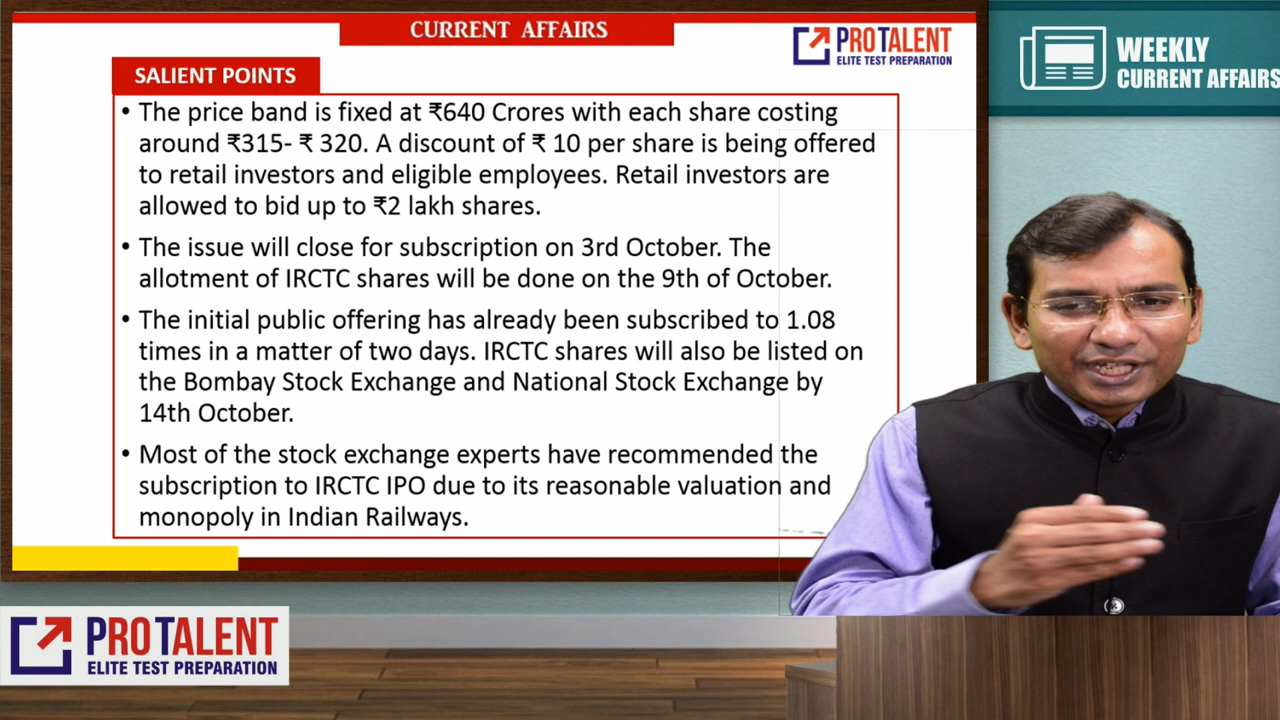 CURRENT AFFAIRS
PROTALENT
ELITE TEST PREPARATION
WEEKLY
CURRENT AFFAIRS
SALIENT POINTS
• The price band is fixed at ₹640 Crores with each share costing
around ₹315- ₹ 320. A discount of ₹ 10 per share is being offered
to retail investors and eligible employees. Retail investors are
allowed to bid up to ₹2 lakh shares.
• The issue will close for subscription on 3rd October. The
allotment of IRCTC shares will be done on the 9th of October.
• The initial public offering has already been subscribed to 1.08
times in a matter of two days. IRCTC shares will also be listed on
the Bombay Stock Exchange and National Stock Exchange by
14th October.
• Most of the stock exchange experts have recommended the
subscription to IRCTC IPO due to its reasonable valuation and
monopoly in Indian Railways.
PROTALENT
ELITE TEST PREPARATION